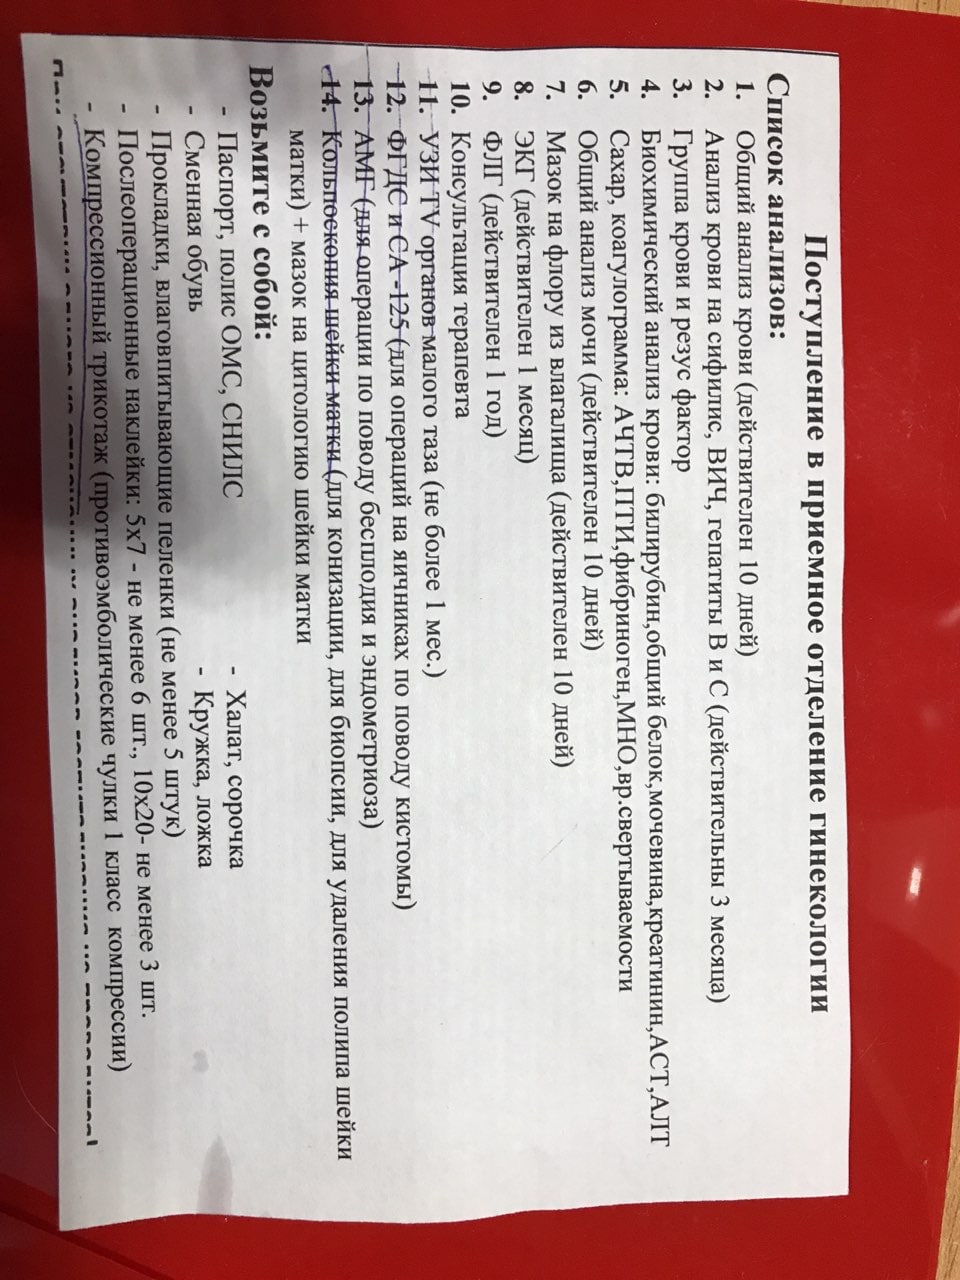 Поступление в приемное отделение гинекологии
Список анализов:
1. Общий анализ крови (действителен 10 дней)
2. Анализ крови на сифилис, ВИЧ, гепатиты В и С (действительны 3 месяца)
3. Группа крови и резус фактор
4. Биохимический анализ крови: билирубин,общий белок,мочевина,креатинин,АСТ,АЛТ
5. Сахар, коагулограмма: АЧТВ,ПТИ,фибриноген,МНО,вр.свертываемости
6. Общий анализ мочи (действителен 10 дней)
7. Мазок на флору из влагалища (действителен 10 дней)
8. ЭКГ (действителен 1 месяц)
9. ФЛГ (действителен 1 год)
10. Консультация терапевта
11. УЗИ TV органов малого таза (не более 1 мес.)
12. ФГДС и СА -125 (для операций на яичниках по поводу кистомы)
13. АМГ (для операции по поводу бесплодия и эндометриоза)
14. Кольпоскопия шейки матки (для конизации, для биопсии, для удаления полипа шейки
матки) + мазок на цитологию шейки матки
Возьмите с собой:
- Паспорт, полис ОМС, СНИЛС - Халат, сорочка
- Сменная обувь - Кружка, ложка
- Прокладки, влаговпитывающие пеленки (не менее 5 штук)
- Послеоперационные наклейки: 5х7 - не менее 6 шт., 10х20- не менее 3 шт.
- Компрессионный трикотаж (противоэмболические чулки 1 класс компрессии)